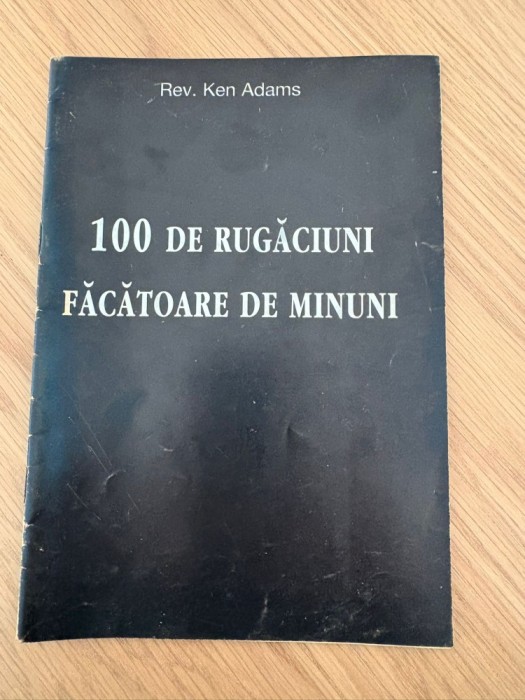 Rev. Ken Adams
100 DE RUGĂCIUNI
FĂCĂTOARE DE MINUNI